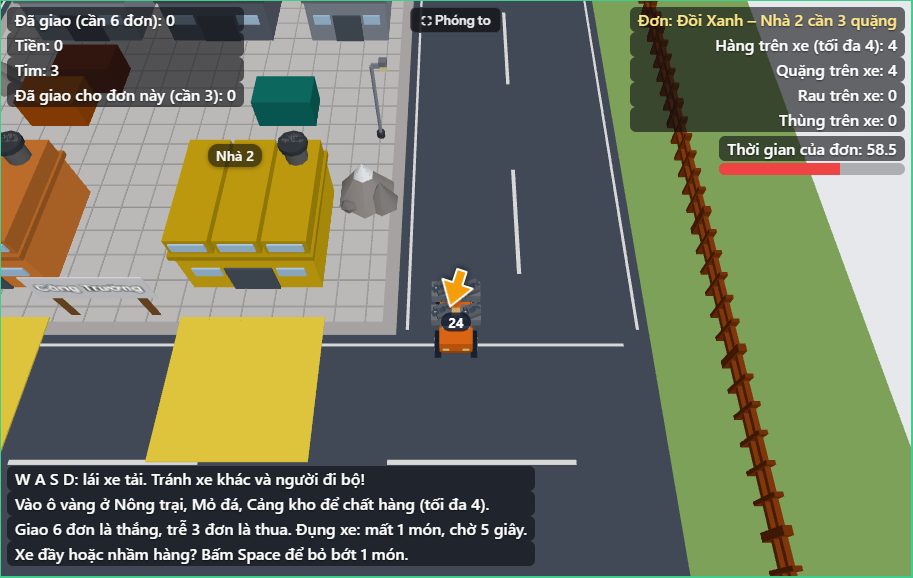 Đã giao (cần 6 đơn): 0
Tiền: 0
Tim: 3
Đã giao cho đơn này (cần 3): 0
Phóng to
Đơn: Đồi Xanh – Nhà 2 cần 3 quặng
Hàng trên xe (tối đa 4): 4
Quặng trên xe: 4
Rau trên xe: 0
Thùng trên xe: 0
Thời gian của đơn: 58.5
Nhà 2
Công Trường
24
W A S D: lái xe tải. Tránh xe khác và người đi bộ!
Vào ô vàng ở Nông trại, Mỏ đá, Cảng kho để chất hàng (tối đa 4).
Giao 6 đơn là thắng, trễ 3 đơn là thua. Đụng xe: mất 1 món, chờ 5 giây.
Xe đầy hoặc nhầm hàng? Bấm Space để bỏ bớt 1 món.